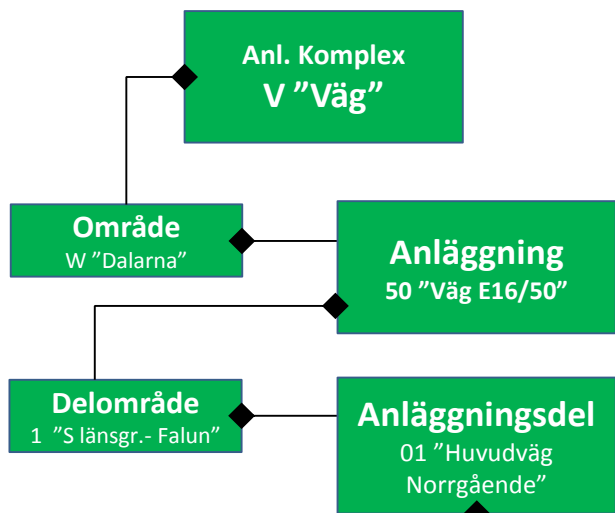 Anl. Komplex
V ”Väg”
Område
W ”Dalarna”
Anläggning
50 ”Väg E16/50”
Delområde
1 ”S länsgr.- Falun”
Anläggningsdel
01 ”Huvudväg
Norrgående”